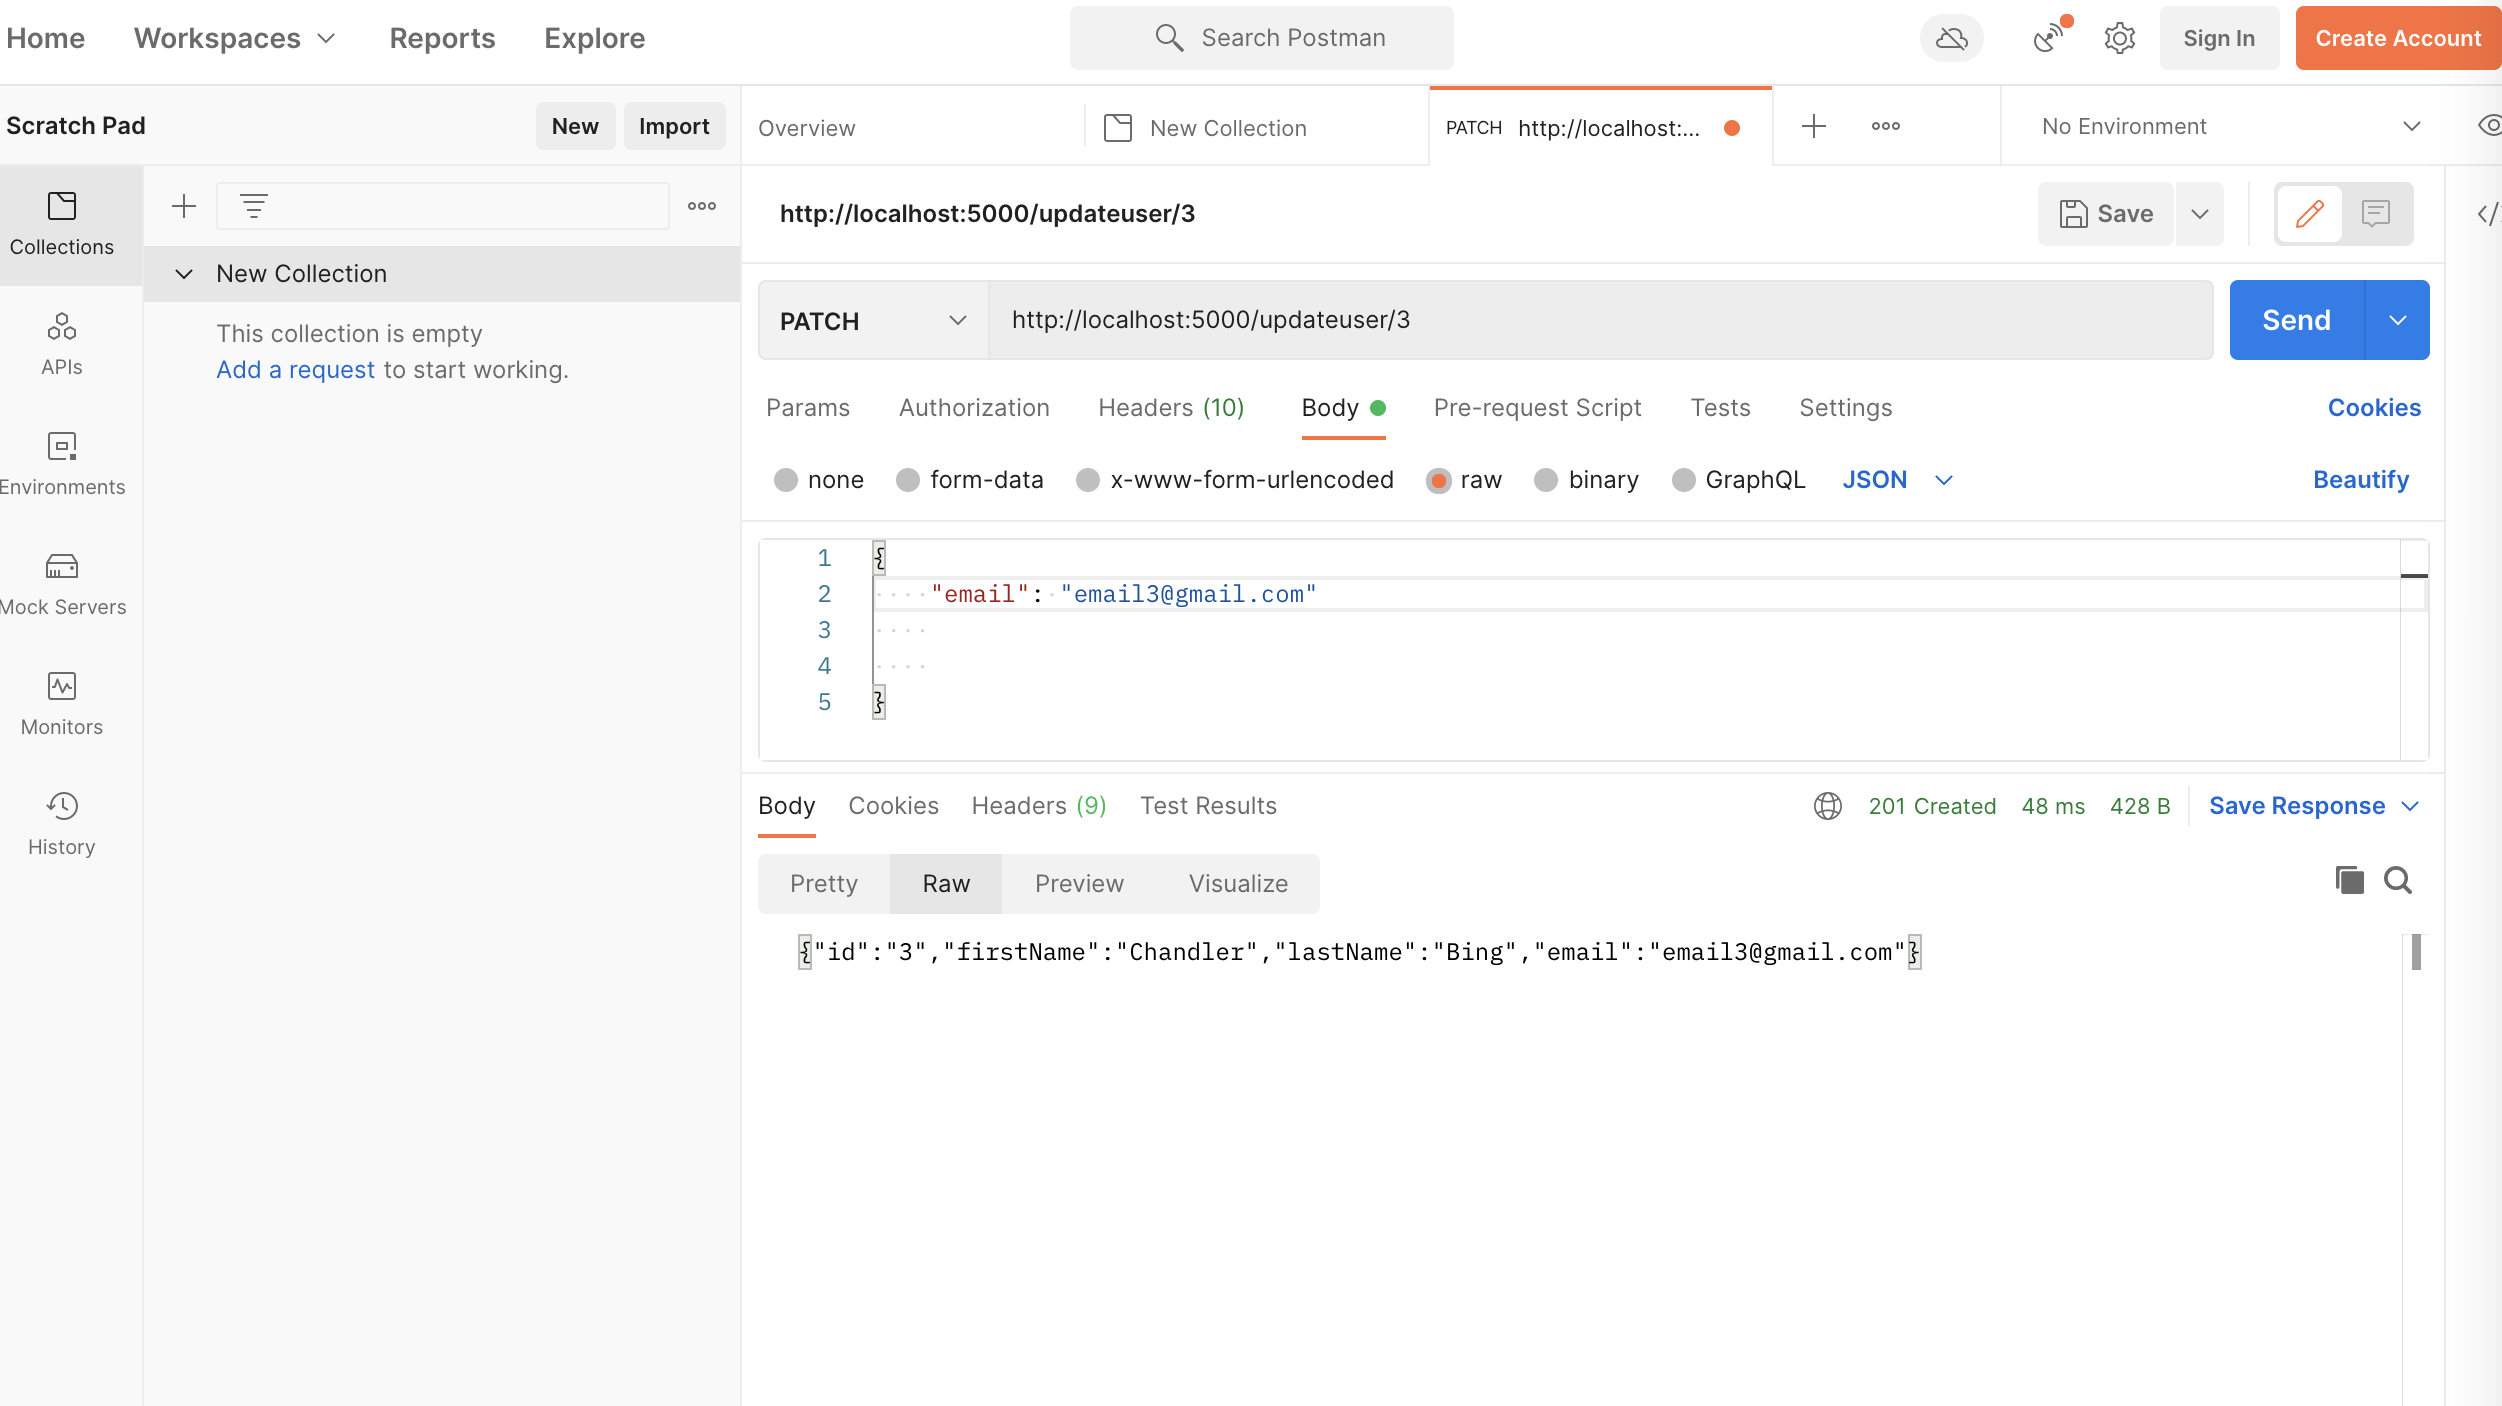 Home Workspaces Reports Explore Search Postman Sign In Create Account
Scratch Pad New Import Overview New Collection PATCH http://localhost:... No Environment
Collections
APIs
Environments
Mock Servers
Monitors
History
New Collection
This collection is empty
Add a request to start working.
http://localhost:5000/updateuser/3 Save
PATCH http://localhost:5000/updateuser/3 Send
Params Authorization Headers (10) Body Pre-request Script Tests Settings Cookies
none form-data x-www-form-urlencoded raw binary GraphQL JSON Beautify
1 {
2 "email": "email3@gmail.com"
3
4
5 }
Body Cookies Headers (9) Test Results 201 Created 48 ms 428 B Save Response
Pretty Raw Preview Visualize
{"id":"3","firstName":"Chandler","lastName":"Bing","email":"email3@gmail.com"}